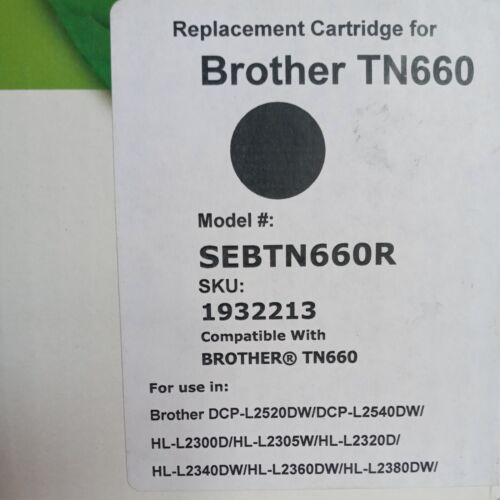 Replacement Cartridge for
Brother TN660
Model #:
SEBTN660R
SKU:
1932213
Compatible With
BROTHER® TN660
For use in:
Brother DCP-L2520DW/DCP-L2540DW/
HL-L2300D/HL-L2305W/HL-L2320D/
HL-L2340DW/HL-L2360DW/HL-L2380DW/